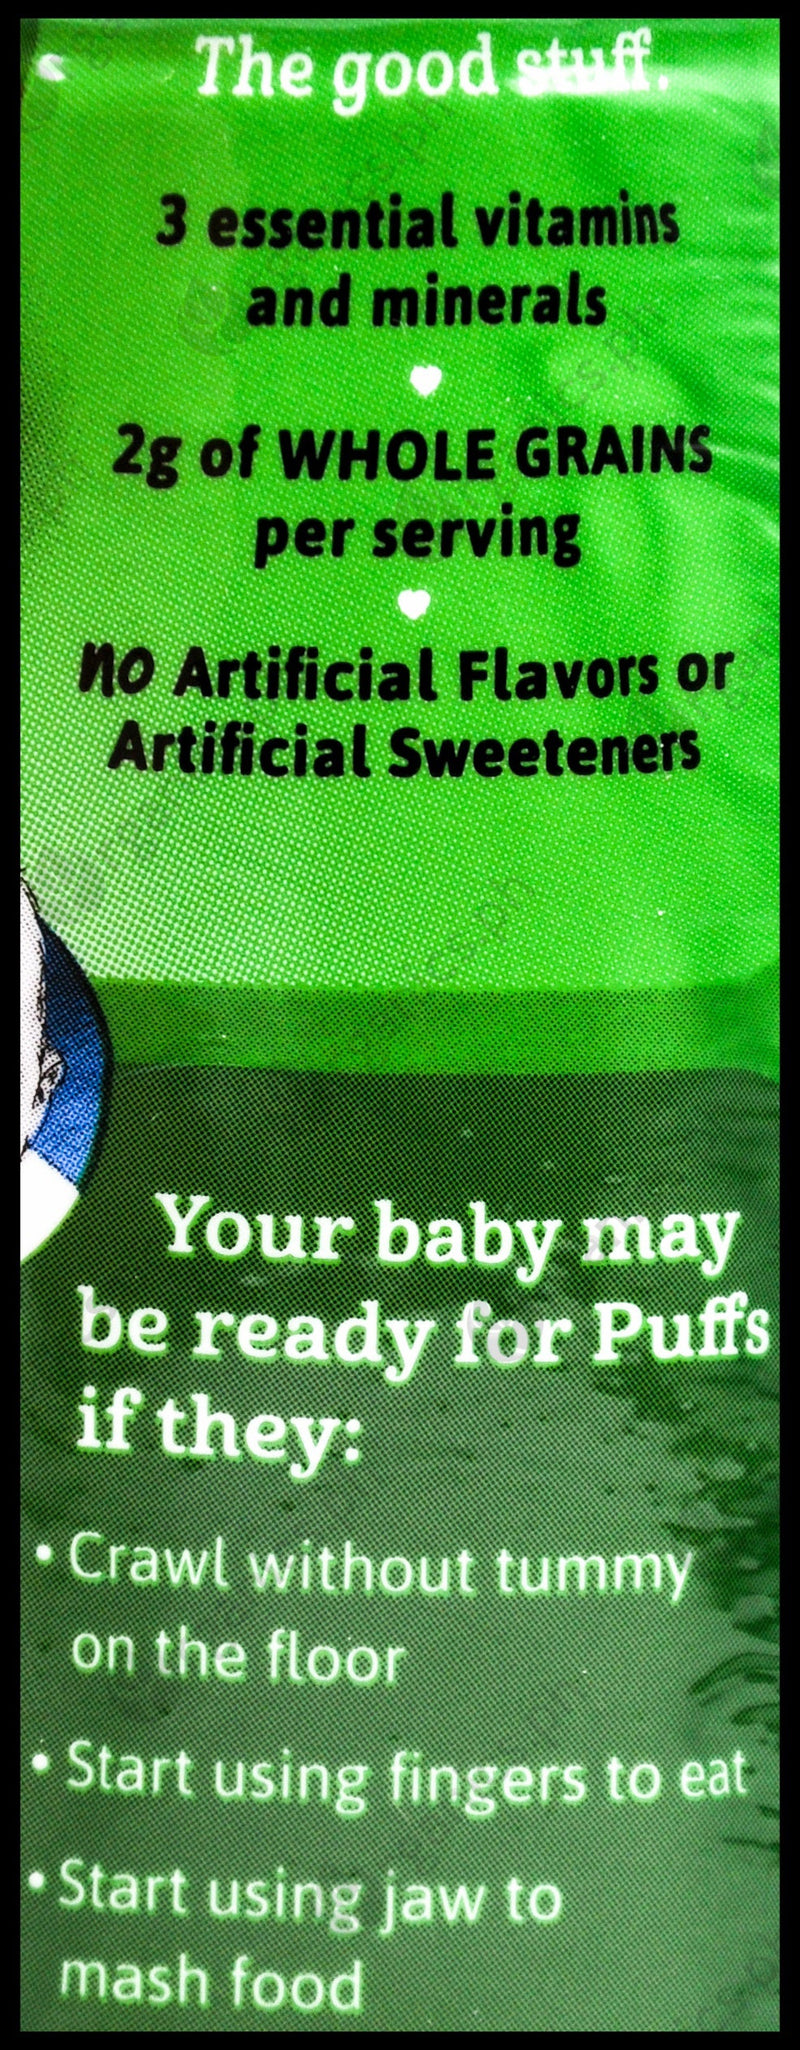 The good stuff.
3 essential vitamins
and minerals
2g of WHOLE GRAINS
per serving
no Artificial Flavors or
Artificial Sweeteners
Your baby may
be ready for Puffs
if they:
• Crawl without tummy
on the floor
• Start using fingers to eat
• Start using jaw to
mash food